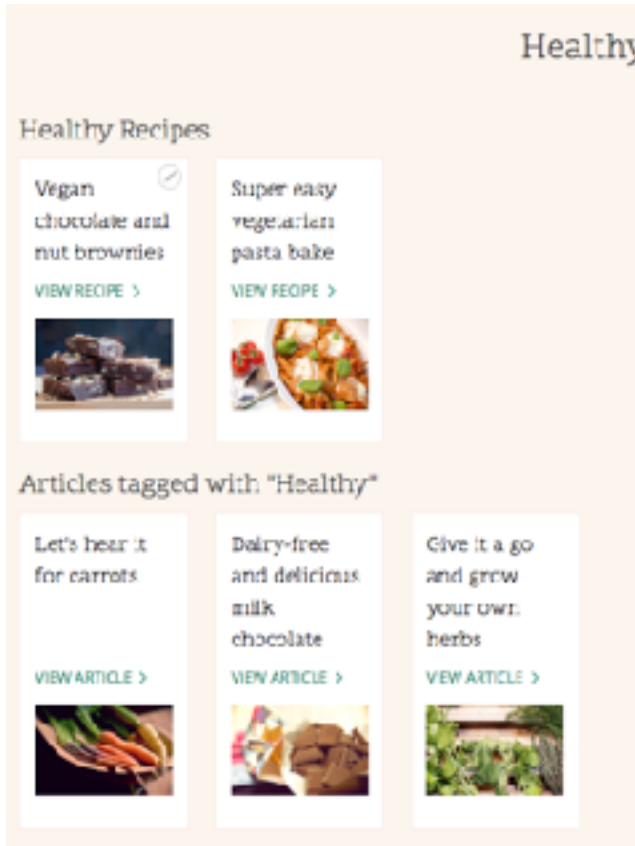 Healthy
Healthy Recipes
Vegan
chocolate and
nut brownies
VIEW RECIPE >
Super easy
vegetarian
pasta bake
VIEW RECIPE >
Articles tagged with "Healthy"
Let's hear it
for carrots
VIEW ARTICLE >
Dairy-free
and delicious
milk
chocolate
VIEW ARTICLE >
Give it a go
and grow
your own
herbs
VIEW ARTICLE >